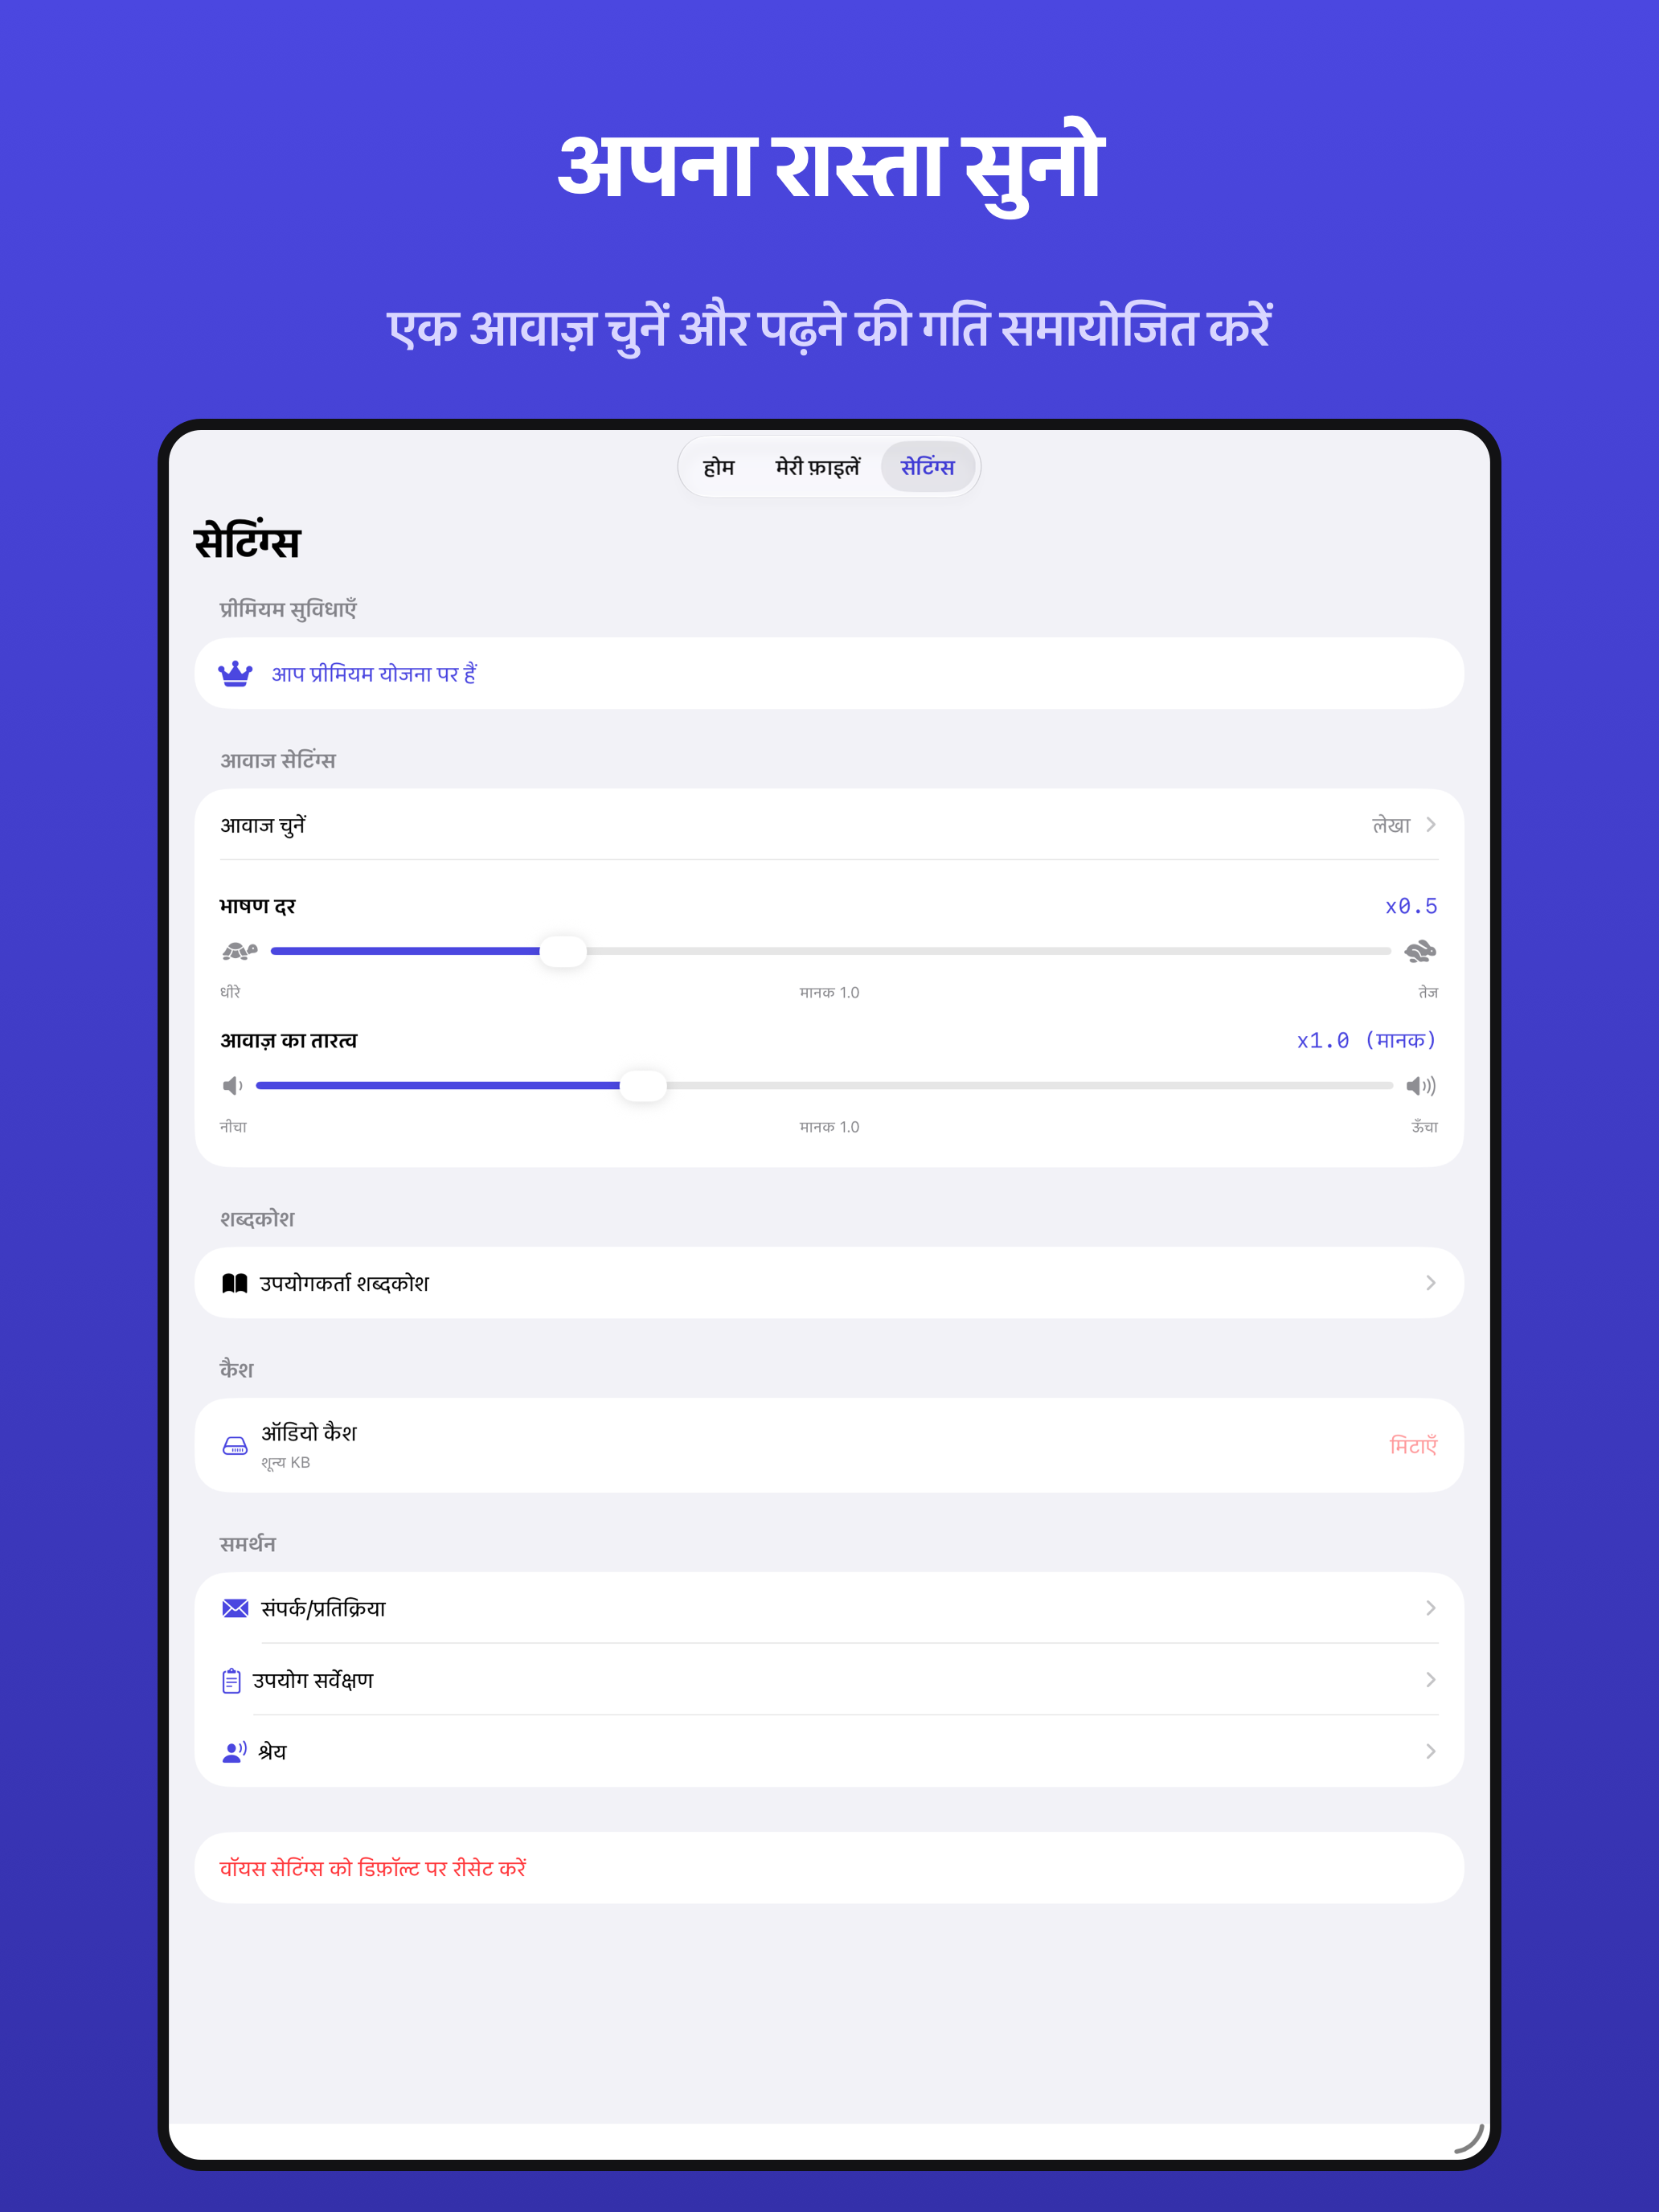 अपना रास्ता सुनो
एक आवाज़ चुनें और पढ़ने की गति समायोजित करें
होम मेरी फ़ाइलें सेटिंग्स
सेटिंग्स
प्रीमियम सुविधाएँ
आप प्रीमियम योजना पर हैं
आवाज सेटिंग्स
आवाज चुनें लेखा
भाषण दर x0.5
धीरे मानक 1.0 तेज
आवाज़ का तारत्व x1.0 (मानक)
नीचा मानक 1.0 ऊँचा
शब्दकोश
उपयोगकर्ता शब्दकोश
कैश
ऑडियो कैश
शून्य KB
मिटाएँ
समर्थन
संपर्क/प्रतिक्रिया
उपयोग सर्वेक्षण
श्रेय
वॉयस सेटिंग्स को डिफ़ॉल्ट पर रीसेट करें